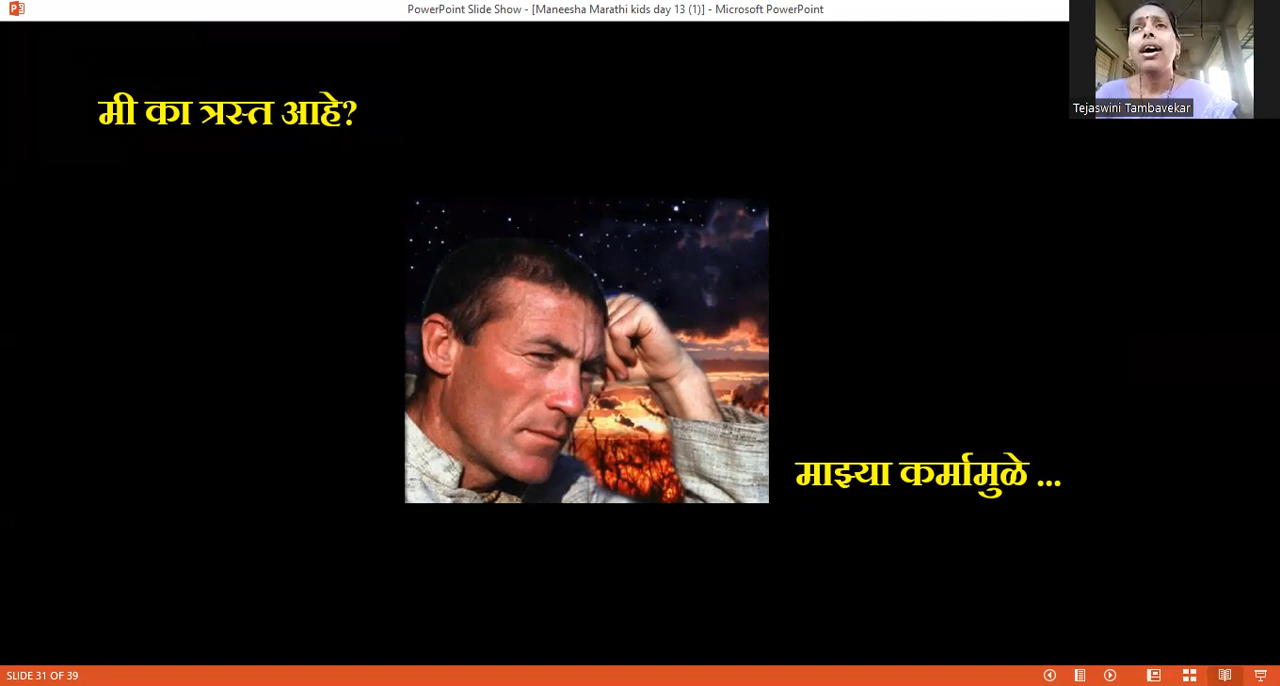 PowerPoint Slide Show - [Maneesha Marathi kids day 13 (1)] - Microsoft PowerPoint
Tejaswini Tambavekar
मी का त्रस्त आहे?
माझ्या कर्मामुळे ...
SLIDE 31 OF 39